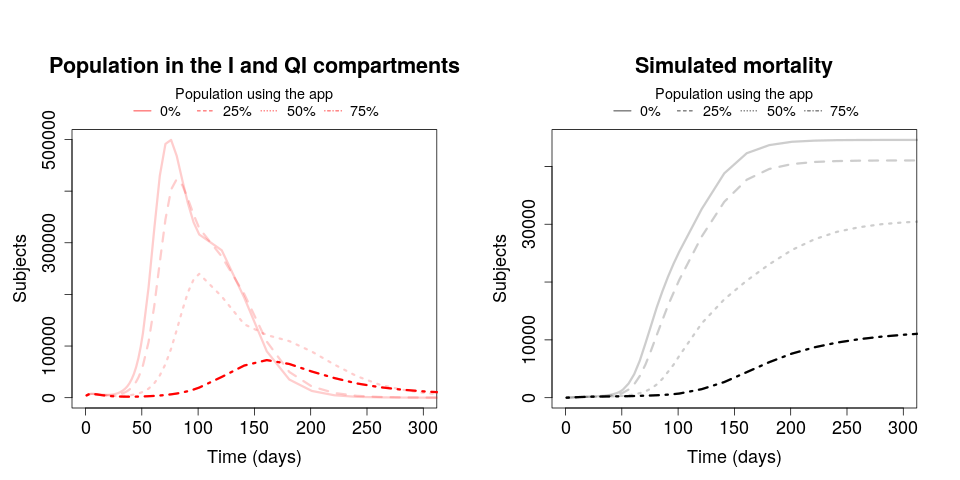 Population in the I and QI compartments
Population using the app
0% 25% 50% 75%
Subjects
0 100000 300000 500000
0 50 100 150 200 250 300
Time (days)
Simulated mortality
Population using the app
0% 25% 50% 75%
Subjects
0 10000 30000
0 50 100 150 200 250 300
Time (days)